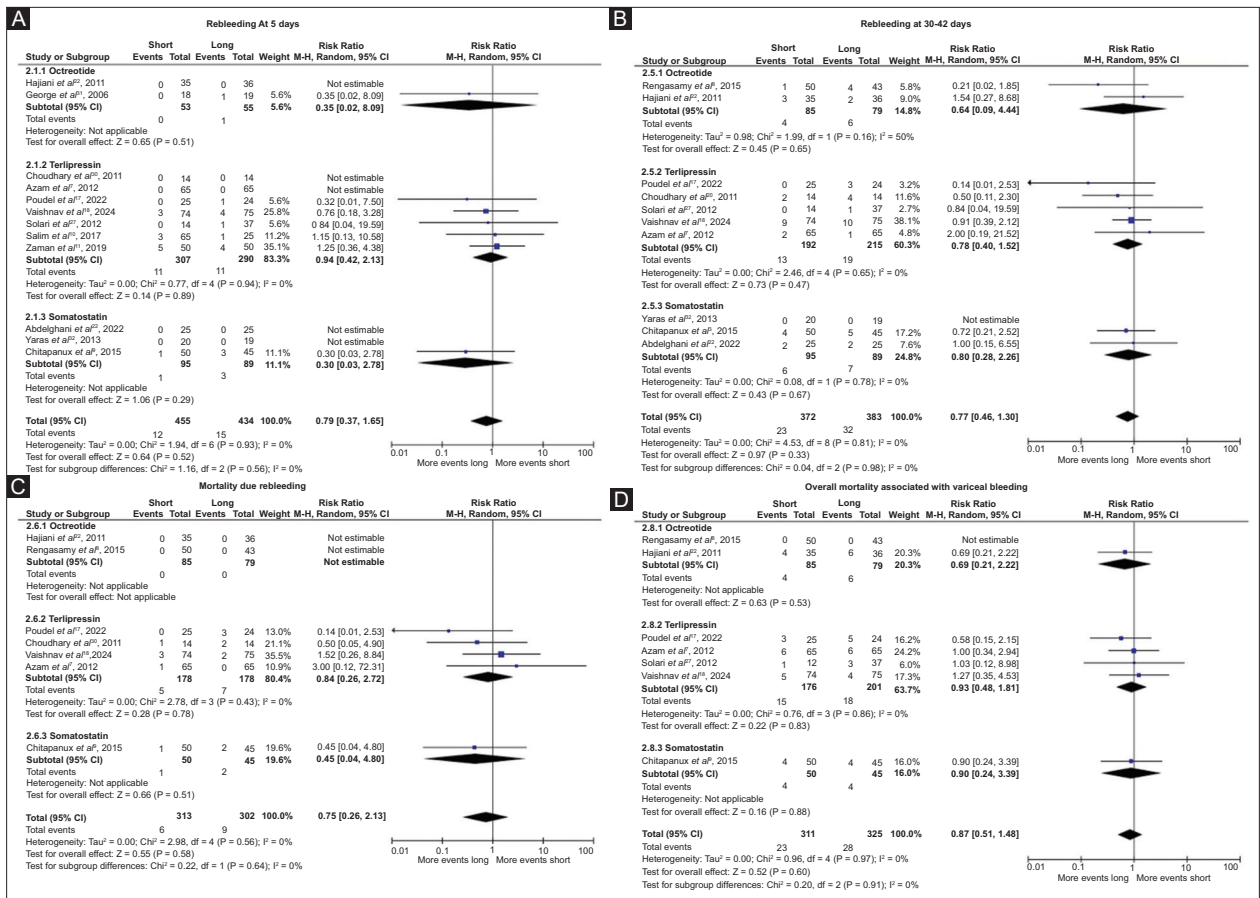 A
Rebleeding At 5 days
Short Long Risk Ratio Risk Ratio
Study or Subgroup Events Total Events Total Weight M-H, Random, 95% CI M-H, Random, 95% CI
2.1.1 Octreotide
Hajiani et al²², 2011 0 35 0 36 Not estimable
George et al²¹, 2006 0 18 1 19 5.6% 0.35 [0.02, 8.09]
Subtotal (95% CI) 53 55 5.6% 0.35 [0.02, 8.09]
Total events 0 1
Heterogeneity: Not applicable
Test for overall effect: Z = 0.65 (P = 0.51)
2.1.2 Terlipressin
Choudhary et al²⁰, 2011 0 14 0 14 Not estimable
Azam et al⁷, 2012 0 65 0 65 Not estimable
Poudel et al¹⁷, 2022 0 25 1 24 5.6% 0.32 [0.01, 7.50]
Vaishnav et al¹⁸, 2024 3 74 4 75 25.8% 0.76 [0.18, 3.28]
Solari et al²⁷, 2012 0 14 1 37 5.6% 0 84 [0.04, 19.59]
Salim et al¹⁰, 2017 3 65 1 25 11.2% 1.15 [0.13, 10.58]
Zaman et al¹¹, 2019 5 50 4 50 35.1% 1.25 [0.36, 4.38]
Subtotal (95% CI) 307 290 83.3% 0.94 [0.42, 2.13]
Total events 11 11
Heterogeneity: Tau² = 0.00; Chi² = 0.77, df = 4 (P = 0.94); I² = 0%
Test for overall effect: Z = 0.14 (P = 0.89)
2.1.3 Somatostatin
Abdelghani et al²³, 2022 0 25 0 25 Not estimable
Yaras et al³², 2013 0 20 0 19 Not estimable
Chitapanux et al⁹, 2015 1 50 3 45 11.1% 0.30 [0.03, 2.78]
Subtotal (95% CI) 95 89 11.1% 0.30 [0.03, 2.78]
Total events 1 3
Heterogeneity: Not applicable
Test for overall effect: Z = 1.06 (P = 0.29)
Total (95% CI) 455 434 100.0% 0.79 [0.37, 1.65]
Total events 12 15
Heterogeneity: Tau² = 0.00; Chi² = 1.94, df = 6 (P = 0.93); I² = 0%
Test for overall effect: Z = 0.64 (P = 0.52)
Test for subgroup differences: Chi² = 1.16, df = 2 (P = 0.56); I² = 0%
0.01 0.1 1 10 100
More events long More events short
B
Rebleeding at 30-42 days
Short Long Risk Ratio Risk Ratio
Study or Subgroup Events Total Events Total Weight M-H, Random, 95% CI M-H, Random, 95% CI
2.5.1 Octreotide
Rengasamy et al⁸, 2015 1 50 4 43 5.8% 0.21 [0.02, 1.85]
Hajiani et al²², 2011 3 35 2 36 9.0% 1.54 [0.27, 8.68]
Subtotal (95% CI) 85 79 14.8% 0.64 [0.09, 4.44]
Total events 4 6
Heterogeneity: Tau² = 0.98; Chi² = 1.99, df = 1 (P = 0.16); I² = 50%
Test for overall effect: Z = 0.45 (P = 0.65)
2.5.2 Terlipressin
Poudel et al¹⁷, 2022 0 25 3 24 3.2% 0.14 [0.01, 2.53]
Choudhary et al²⁰, 2011 2 14 4 14 11.6% 0.50 [0.11, 2.30]
Solari et al²⁷, 2012 0 14 1 37 2.7% 0.84 [0.04, 19.59]
Vaishnav et al¹⁸, 2024 9 74 10 75 38.1% 0.91 [0.39, 2.12]
Azam et al⁷, 2012 2 65 1 65 4.8% 2.00 [0.19, 21.52]
Subtotal (95% CI) 192 215 60.3% 0.78 [0.40, 1.52]
Total events 13 19
Heterogeneity: Tau² = 0.00; Chi² = 2.46, df = 4 (P = 0.65); I² = 0%
Test for overall effect: Z = 0.73 (P = 0.47)
2.5.3 Somatostatin
Yaras et al³², 2013 0 20 0 19 Not estimable
Chitapanux et al⁹, 2015 4 50 5 45 17.2% 0.72 [0.21, 2.52]
Abdelghani et al²³, 2022 2 25 2 25 7.6% 1.00 [0.15, 6.55]
Subtotal (95% CI) 95 89 24.8% 0.80 [0.28, 2.26]
Total events 6 7
Heterogeneity: Tau² = 0.00; Chi² = 0.08, df = 1 (P = 0.78); I² = 0%
Test for overall effect: Z = 0.43 (P = 0.67)
Total (95% CI) 372 383 100.0% 0.77 [0.46, 1.30]
Total events 23 32
Heterogeneity: Tau² = 0.00; Chi² = 4.53, df = 8 (P = 0.81); I² = 0%
Test for overall effect: Z = 0.97 (P = 0.33)
Test for subgroup differences: Chi² = 0.04, df = 2 (P = 0.98); I² = 0%
0.01 0.1 1 10 100
More events long More events short
C
Mortality due rebleeding
Short Long Risk Ratio Risk Ratio
Study or Subgroup Events Total Events Total Weight M-H, Random, 95% CI M-H, Random, 95% CI
2.6.1 Octreotide
Hajiani et al²², 2011 0 35 0 36 Not estimable
Rengasamy et al⁸, 2015 0 50 0 43 Not estimable
Subtotal (95% CI) 85 79 Not estimable
Total events 0 0
Heterogeneity: Not applicable
Test for overall effect: Not applicable
2.6.2 Terlipressin
Poudel et al¹⁷, 2022 0 25 3 24 13.0% 0.14 [0.01, 2.53]
Choudhary et al²⁰, 2011 1 14 2 14 21.1% 0.50 [0.05, 4.90]
Vaishnav et al¹⁸,2024 3 74 2 75 35.5% 1.52 [0.26, 8.84]
Azam et al⁷, 2012 1 65 0 65 10.9% 3.00 [0.12, 72.31]
Subtotal (95% CI) 178 178 80.4% 0.84 [0.26, 2.72]
Total events 5 7
Heterogeneity: Tau² = 0.00; Chi² = 2.78, df = 3 (P = 0.43); I² = 0%
Test for overall effect: Z = 0.28 (P = 0.78)
2.6.3 Somatostatin
Chitapanux et al⁹, 2015 1 50 2 45 19.6% 0.45 [0.04, 4.80]
Subtotal (95% CI) 50 45 19.6% 0.45 [0.04, 4.80]
Total events 1 2
Heterogeneity: Not applicable
Test for overall effect: Z = 0.66 (P = 0.51)
Total (95% CI) 313 302 100.0% 0.75 [0.26, 2.13]
Total events 6 9
Heterogeneity: Tau² = 0.00; Chi² = 2.98, df = 4 (P = 0.56); I² = 0%
Test for overall effect: Z = 0.55 (P = 0.58)
Test for subgroup differences: Chi² = 0.22, df = 1 (P = 0.64); I² = 0%
0.01 0.1 1 10 100
More events long More events short
D
Overall mortality associated with variceal bleeding
Short Long Risk Ratio Risk Ratio
Study or Subgroup Events Total Events Total Weight M-H, Random, 95% CI M-H, Random, 95% CI
2.8.1 Octreotide
Rengasamy et al⁸, 2015 0 50 0 43 Not estimable
Hajiani et al²², 2011 4 35 6 36 20.3% 0.69 [0.21, 2.22]
Subtotal (95% CI) 85 79 20.3% 0.69 [0.21, 2.22]
Total events 4 6
Heterogeneity: Not applicable
Test for overall effect: Z = 0.63 (P = 0.53)
2.8.2 Terlipressin
Poudel et al¹⁷, 2022 3 25 5 24 16.2% 0.58 [0.15, 2.15]
Azam et al⁷, 2012 6 65 6 65 24.2% 1.00 [0.34, 2.94]
Solari et al²⁷, 2012 1 12 3 37 6.0% 1.03 [0.12, 8.98]
Vaishnav et al¹⁸, 2024 5 74 4 75 17.3% 1.27 [0.35, 4.53]
Subtotal (95% CI) 176 201 63.7% 0.93 [0.48, 1.81]
Total events 15 18
Heterogeneity: Tau² = 0.00; Chi² = 0.76, df = 3 (P = 0.86); I² = 0%
Test for overall effect: Z = 0.22 (P = 0.83)
2.8.3 Somatostatin
Chitapanux et al⁹, 2015 4 50 4 45 16.0% 0.90 [0.24, 3.39]
Subtotal (95% CI) 50 45 16.0% 0.90 [0.24, 3.39]
Total events 4 4
Heterogeneity: Not applicable
Test for overall effect: Z = 0.16 (P = 0.88)
Total (95% CI) 311 325 100.0% 0.87 [0.51, 1.48]
Total events 23 28
Heterogeneity: Tau² = 0.00; Chi² = 0.96, df = 4 (P = 0.97); I² = 0%
Test for overall effect: Z = 0.52 (P = 0.60)
Test for subgroup differences: Chi² = 0.20, df = 2 (P = 0.91); I² = 0%
0.01 0.1 1 10 100
More events long More events short